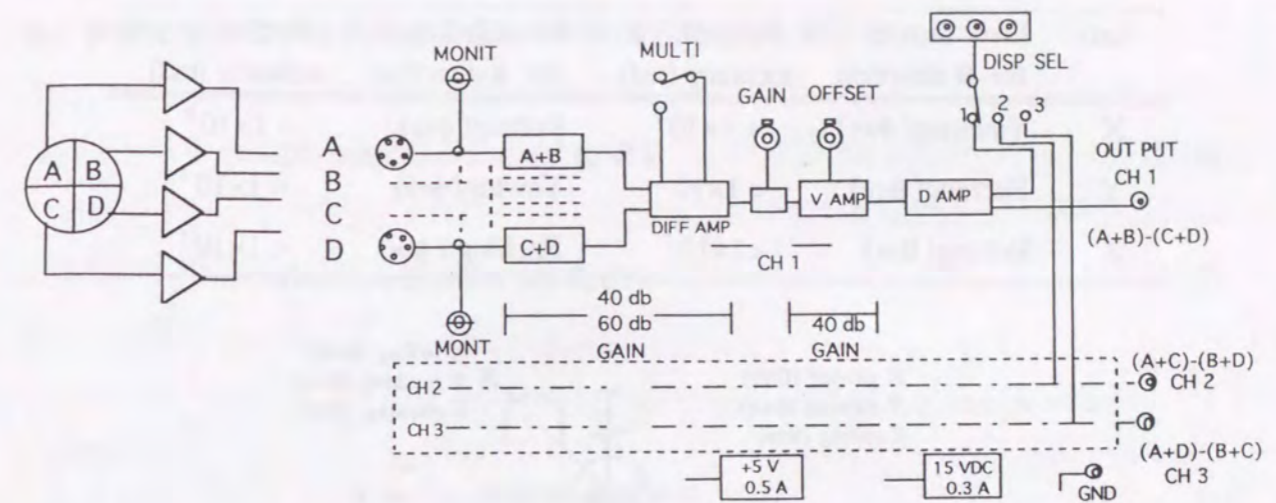 DISP SEL
MONIT
MULTI
GAIN
OFFSET
1 2 3
OUT PUT
CH 1
A B
C D
A
B
C
D
A+B
C+D
DIFF AMP
V AMP
D AMP
(A+B)-(C+D)
CH 1
40 db
60 db
GAIN
40 db
GAIN
MONT
CH 2
CH 3
(A+C)-(B+D)
CH 2
(A+D)-(B+C)
CH 3
+5 V
0.5 A
15 VDC
0.3 A
GND